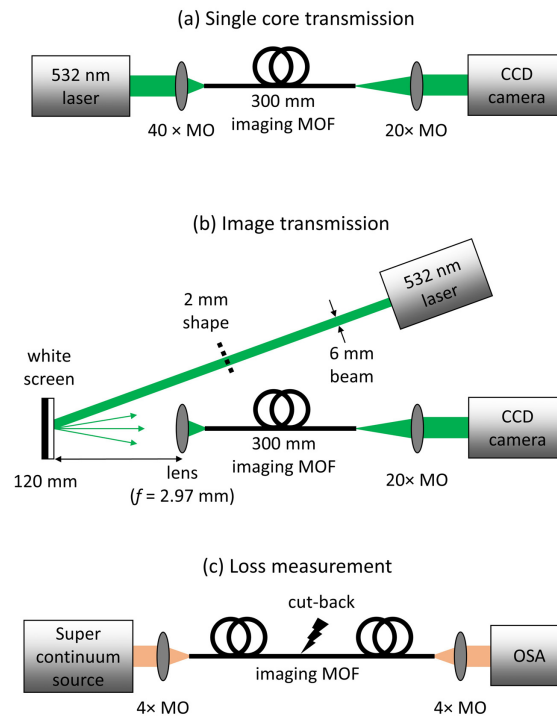 (a) Single core transmission
532 nm
laser
CCD
camera
300 mm
imaging MOF
40 × MO
20× MO
(b) Image transmission
532 nm
laser
2 mm
shape
6 mm
beam
white
screen
CCD
camera
300 mm
imaging MOF
120 mm
lens
(f = 2.97 mm)
20× MO
(c) Loss measurement
cut-back
Super
continuum
source
OSA
imaging MOF
4× MO
4× MO